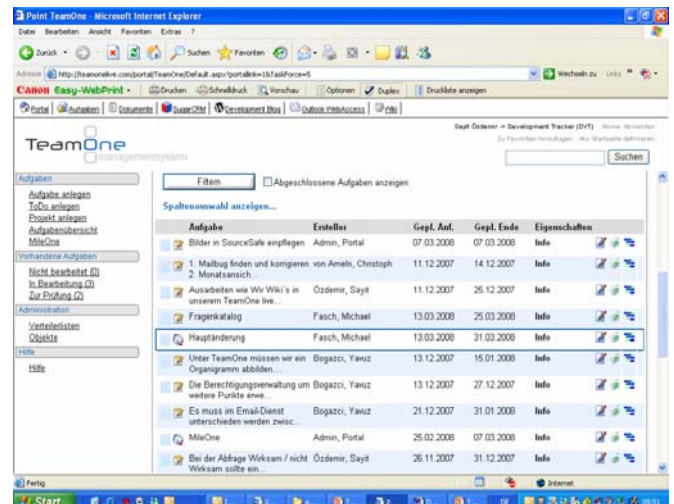 Point TeamOne - Microsoft Internet Explorer
Datei Bearbeiten Ansicht Favoriten Extras ?
Zurück Suchen Favoriten
Adresse http://teamonelive.com/portal/TeamOne/Default.aspx?portallink=1&TaskForce=5 Wechseln zu Links
Canon Easy-WebPrint Drucken Schnelldruck Vorschau Optionen Duplex Druckliste anzeigen
Portal Aufgaben Dokumente SugarCRM Development Blog Outlook WebAccess
Sayit Özdemir -> Development Tracker (DVT) Home Abmelden
Zu Favoriten hinzufügen Als Startseite definieren
TeamOne
managementsystem
Suchen
Aufgaben
Aufgabe anlegen
ToDo anlegen
Projekt anlegen
Aufgabenübersicht
MileOne
Vorhandene Aufgaben
Nicht bearbeitet (0)
In Bearbeitung (3)
Zur Prüfung (2)
Administration
Verteilerlisten
Objekte
Hilfe
Hilfe
Filtern Abgeschlossene Aufgaben anzeigen
Spaltenauswahl anzeigen...
Aufgabe Ersteller Gepl. Anf. Gepl. Ende Eigenschaften
Bilder in SourceSafe einpflegen Admin, Portal 07.03.2008 07.03.2008 Info
1. Mailbug finden und korrigieren von Ameln, Christoph 11.12.2007 14.12.2007 Info
2. Monatsansich...
Ausarbeiten wie Wir Wiki's in Özdemir, Sayit 11.12.2007 25.12.2007 Info
unserem TeamOne live...
Fragenkatalog Fasch, Michael 13.03.2008 25.03.2008 Info
Hauptänderung Fasch, Michael 13.03.2008 31.03.2008 Info
Unter TeamOne müssen wir ein Bogazci, Yavuz 13.12.2007 15.01.2008 Info
Organigramm abbilden....
Die Berechtigungsverwaltung um Bogazci, Yavuz 13.12.2007 27.12.2007 Info
weitere Punkte erwe...
Es muss im Email-Dienst Bogazci, Yavuz 21.12.2007 31.01.2008 Info
unterschieden werden zwisc...
MileOne Admin, Portal 25.02.2008 07.03.2008 Info
Bei der Abfrage Wirksam / nicht Özdemir, Sayit 26.11.2007 31.12.2007 Info
Wirksam sollte ein...
Fertig Internet
Start DE 09:51